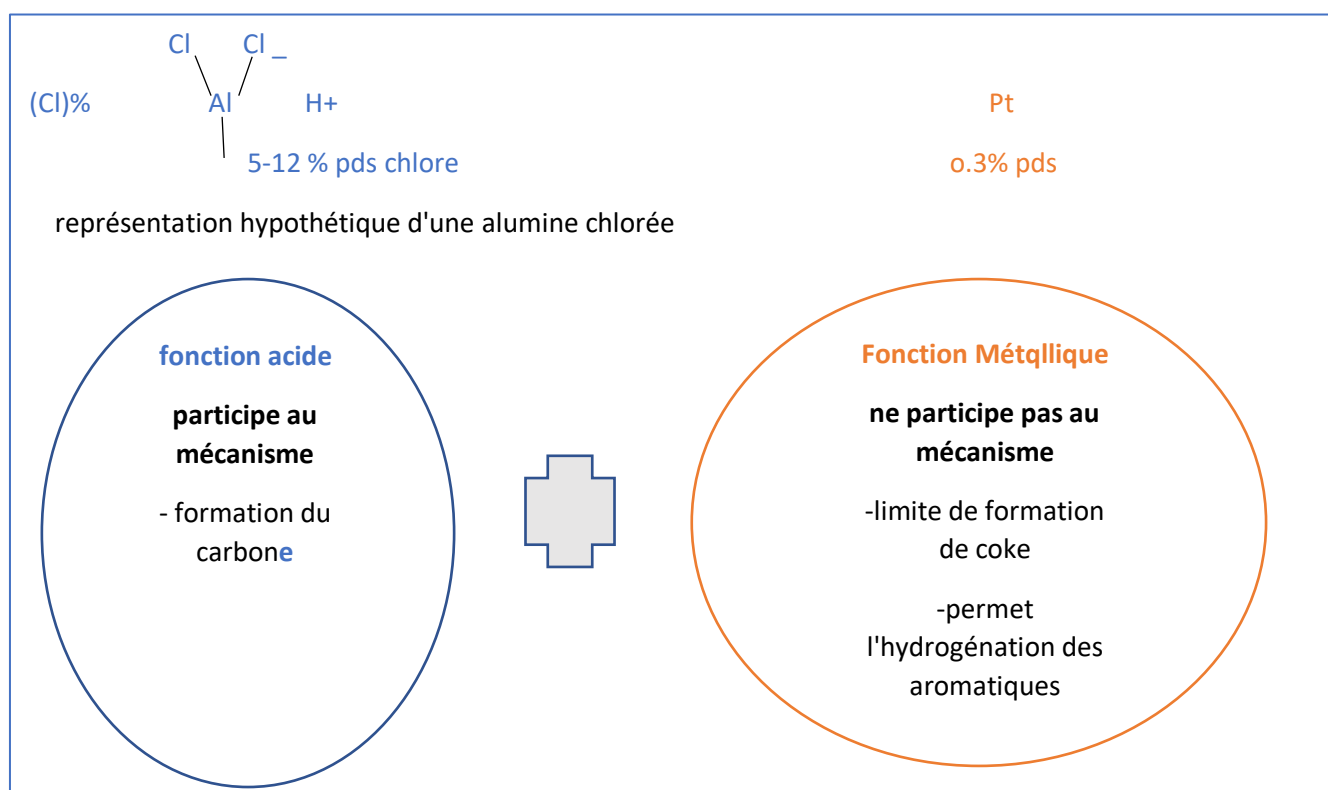 Cl Cl _
(Cl)% Al H+ Pt
5-12 % pds chlore o.3% pds
représentation hypothétique d'une alumine chlorée
fonction acide
participe au
mécanisme
- formation du
carbone
Fonction Métqllique
ne participe pas au
mécanisme
-limite de formation
de coke
-permet
l'hydrogénation des
aromatiques